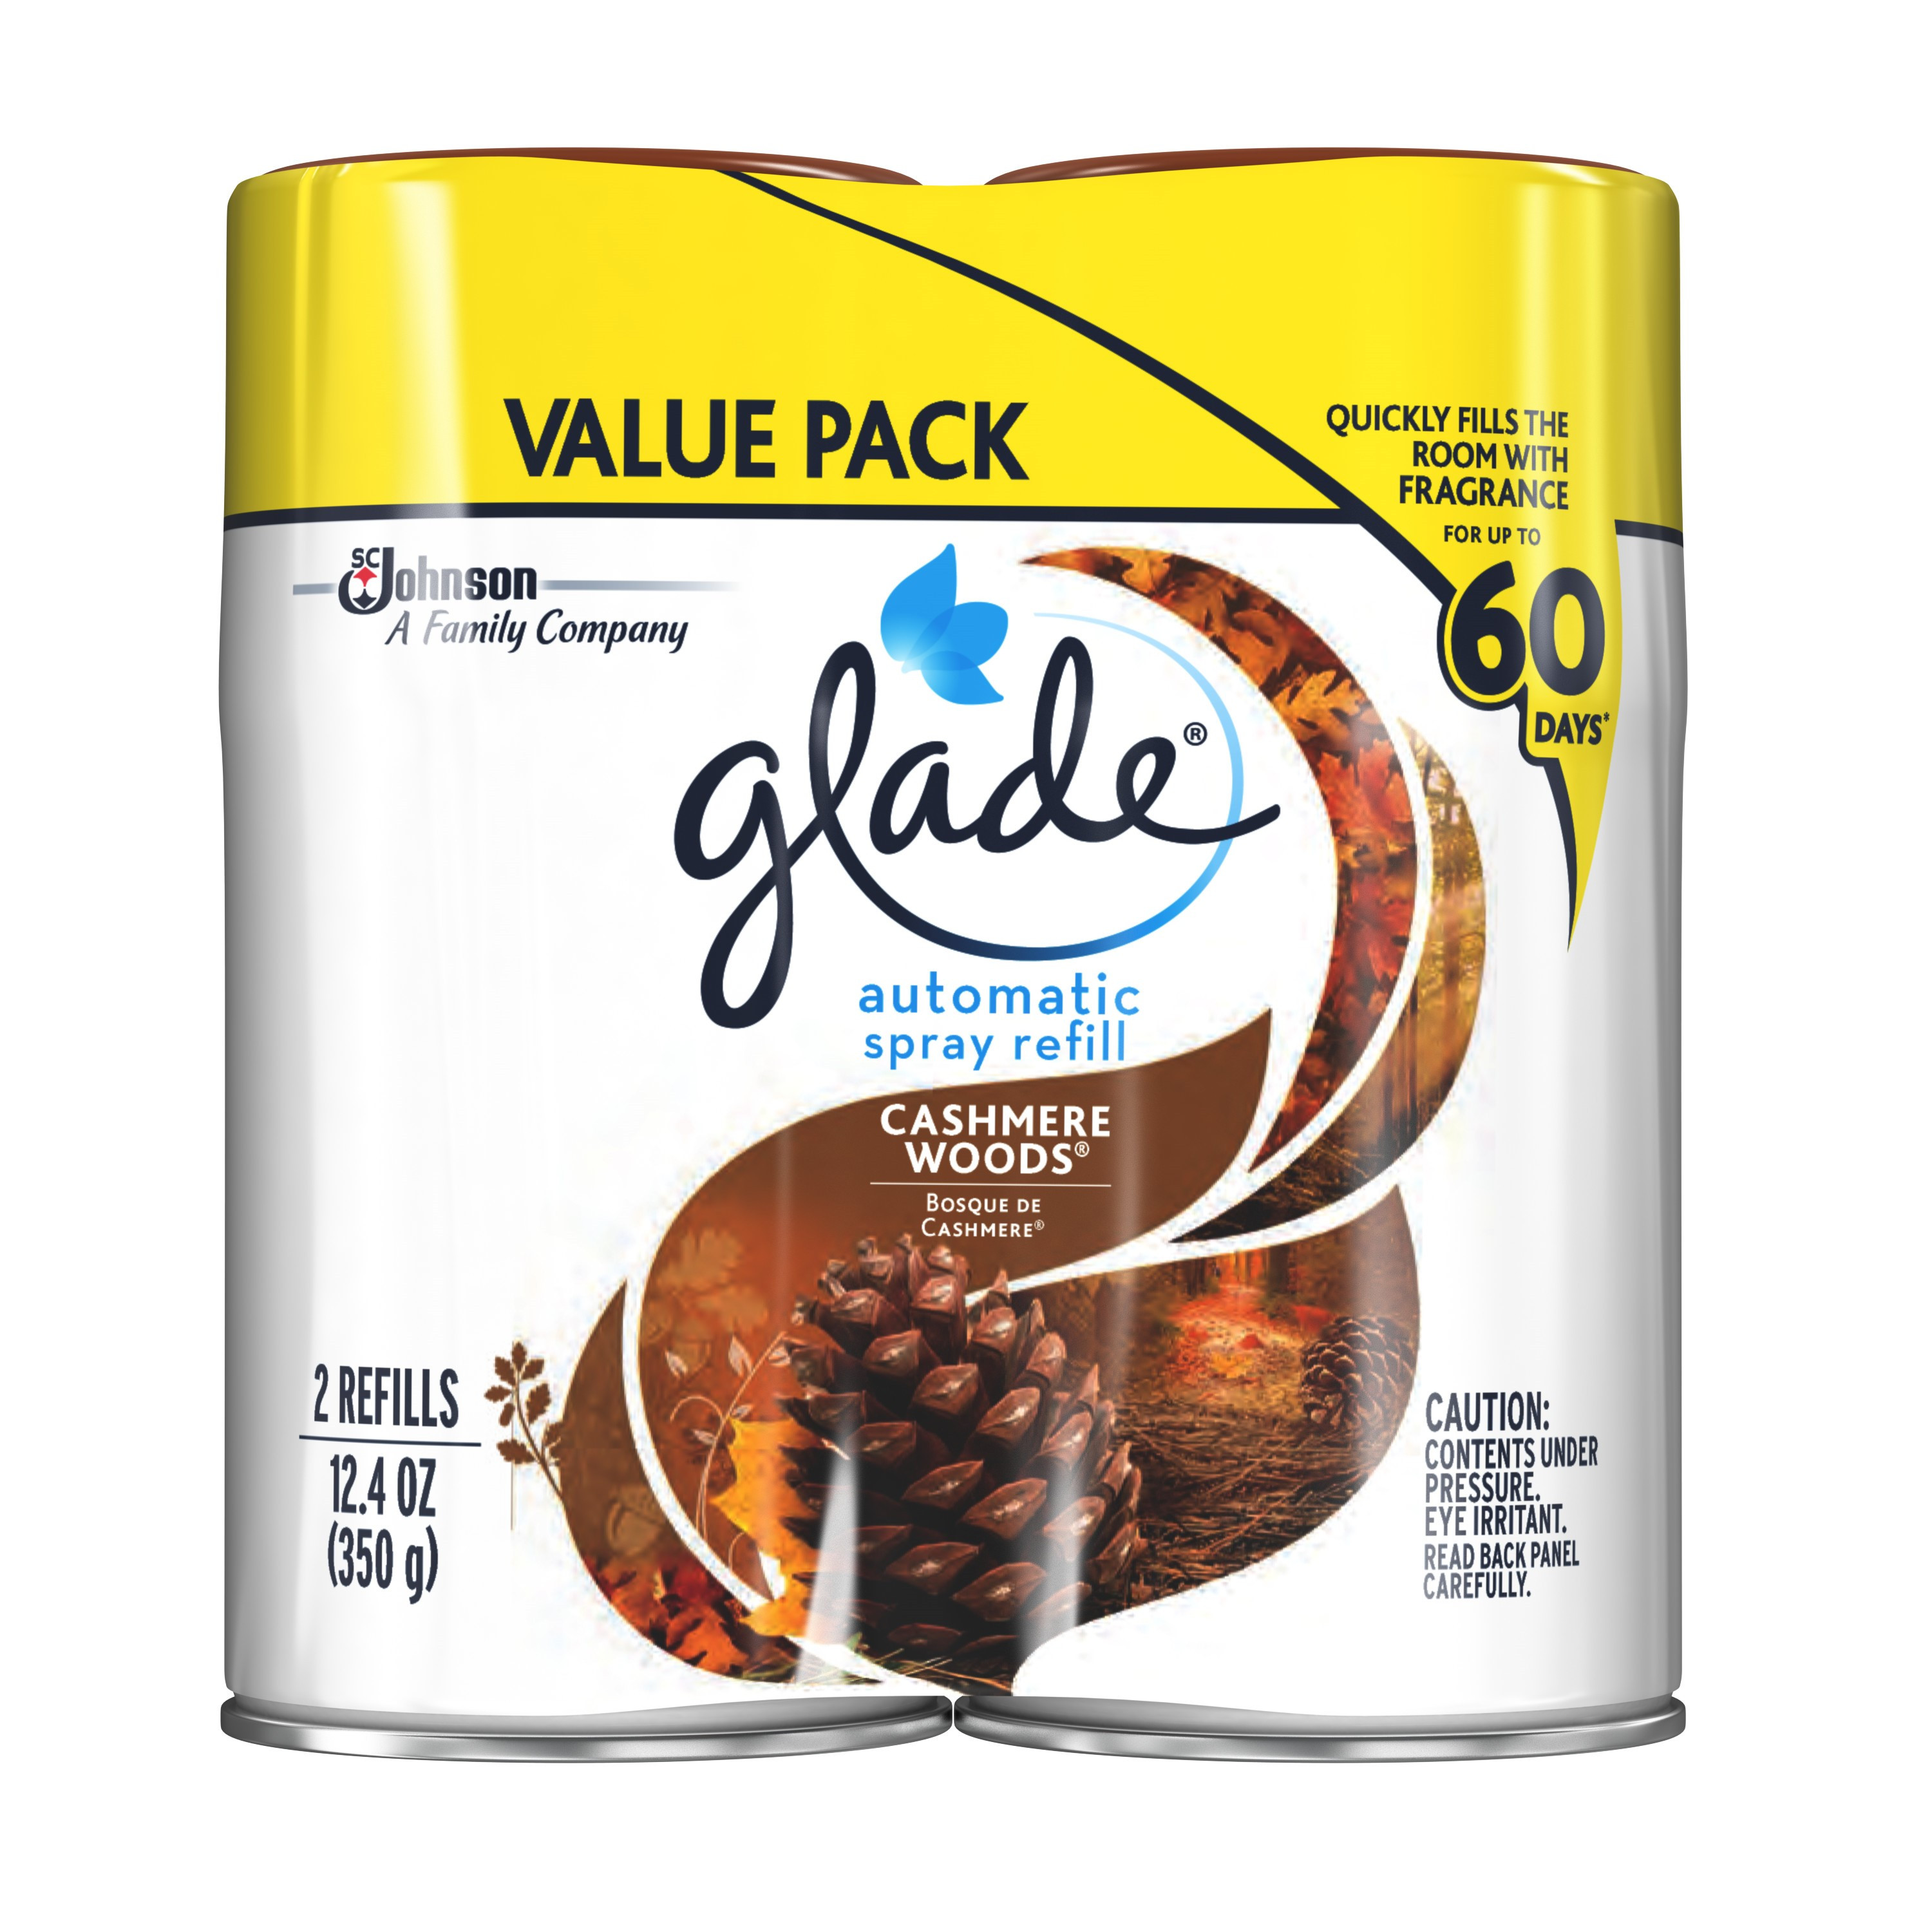 VALUE PACK
QUICKLY FILLS THE
ROOM WITH
FRAGRANCE
FOR UP TO
60
DAYS*
SC Johnson
A Family Company
glade®
automatic
spray refill
CASHMERE
WOODS®
BOSQUE DE
CASHMERE®
2 REFILLS
12.4 OZ
(350 g)
CAUTION:
CONTENTS UNDER
PRESSURE.
EYE IRRITANT.
READ BACK PANEL
CAREFULLY.